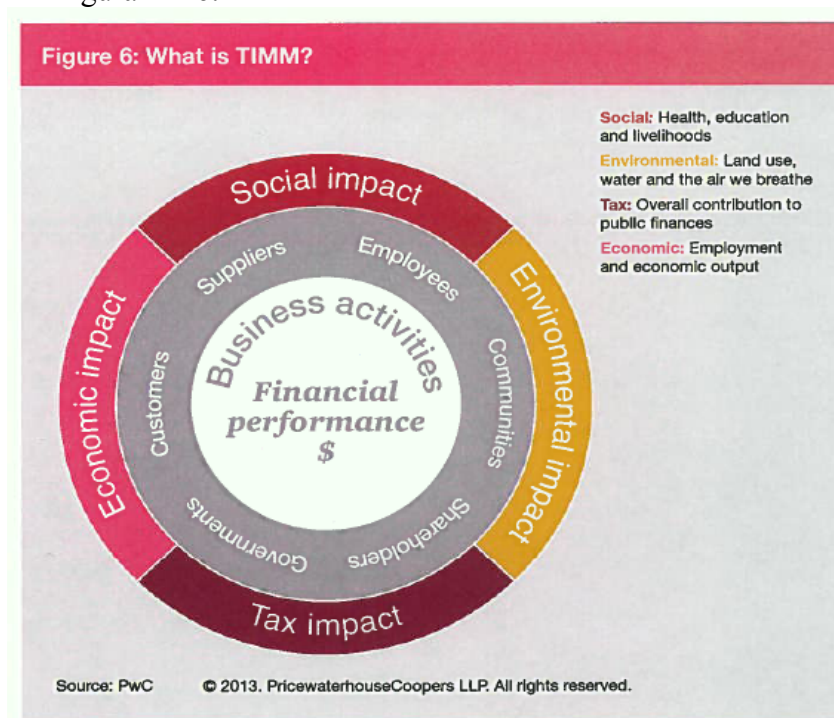 Figure 6: What is TIMM?
Social: Health, education
and livelihoods
Environmental: Land use,
water and the air we breathe
Tax: Overall contribution to
public finances
Economic: Employment
and economic output
Social impact
Environmental impact
Tax impact
Economic impact
Suppliers
Employees
Communities
Shareholders
Governments
Customers
Business activities
Financial
performance
$
Source: PwC © 2013. PricewaterhouseCoopers LLP. All rights reserved.